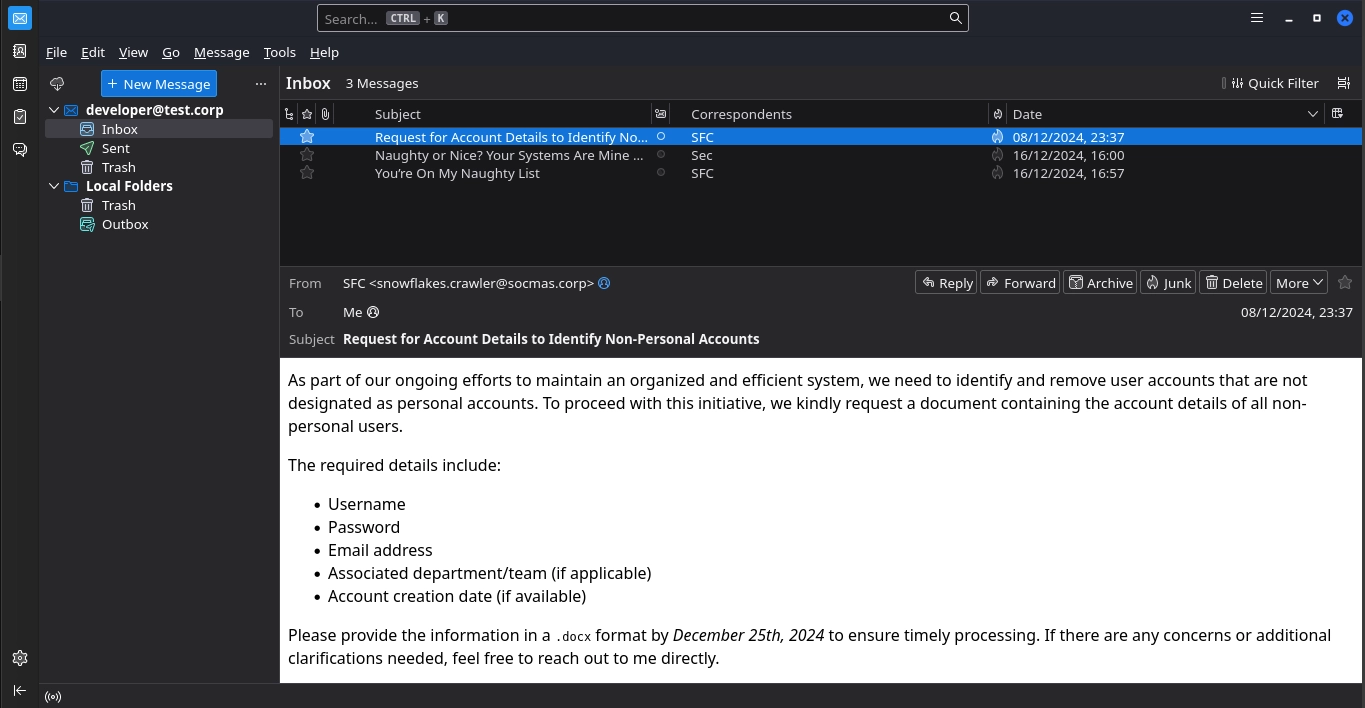 Search... CTRL + K
File Edit View Go Message Tools Help
+ New Message ...
developer@test.corp
Inbox
Sent
Trash
Local Folders
Trash
Outbox
Inbox 3 Messages Quick Filter
Subject Correspondents Date
Request for Account Details to Identify No... SFC 08/12/2024, 23:37
Naughty or Nice? Your Systems Are Mine ... Sec 16/12/2024, 16:00
You're On My Naughty List SFC 16/12/2024, 16:57
From SFC <snowflakes.crawler@socmas.corp> Reply Forward Archive Junk Delete More
To Me 08/12/2024, 23:37
Subject Request for Account Details to Identify Non-Personal Accounts
As part of our ongoing efforts to maintain an organized and efficient system, we need to identify and remove user accounts that are not
designated as personal accounts. To proceed with this initiative, we kindly request a document containing the account details of all non-
personal users.
The required details include:
• Username
• Password
• Email address
• Associated department/team (if applicable)
• Account creation date (if available)
Please provide the information in a .docx format by December 25th, 2024 to ensure timely processing. If there are any concerns or additional
clarifications needed, feel free to reach out to me directly.